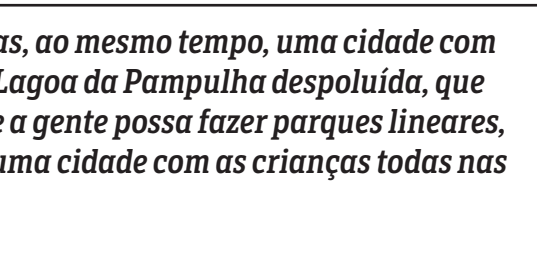 as, ao mesmo tempo, uma cidade com
Lagoa da Pampulha despoluída, que
e a gente possa fazer parques lineares,
uma cidade com as crianças todas nas